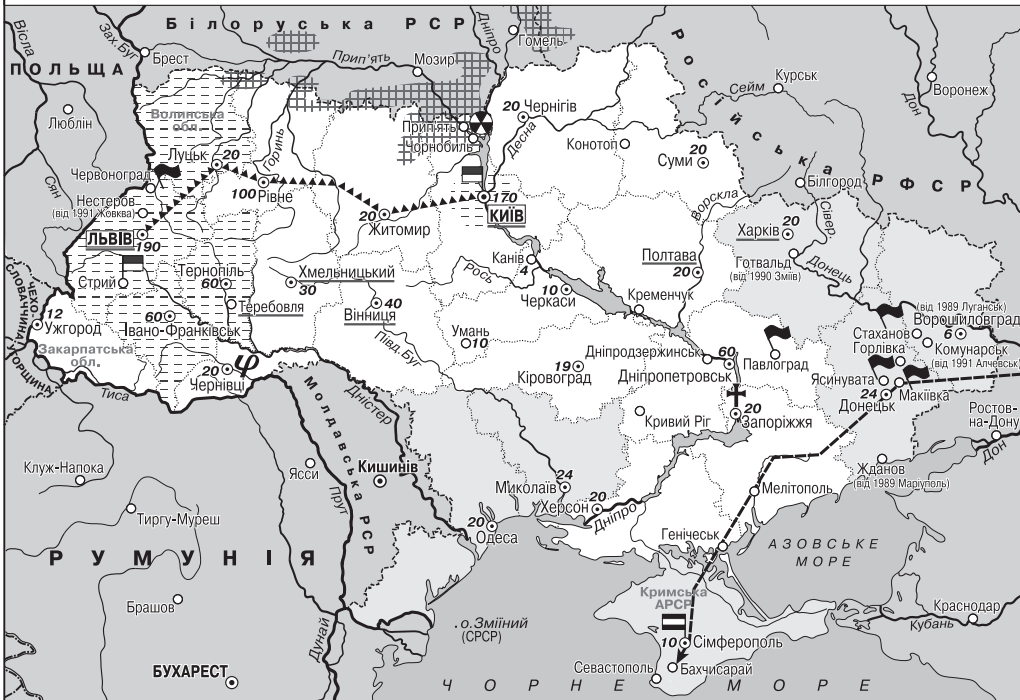 Білоруська РСР
Вісла
Зах.Буг
Брест
ПОЛЬЩА
Люблін
Сян
Прип'ять
Мозир
Дніпро
Гомель
Російська РФСР
Курськ
Сейм
Воронеж
Дон
Волинська
обл.
Луцьк
20
Горинь
100
Рівне
Прип'ять
Чорнобиль
20
Чернігів
Десна
Конотоп
Суми
20
Білгород
Червоноград
Нестеров
(від 1991 Жовква)
ЛЬВІВ
190
20
Житомир
170
КИЇВ
Ворскла
Сівер.
Донець
20
Харків
Готвальд
(від 1990 Зміїв)
Полтава
20
Канів
4
Рось
10
Черкаси
Кременчук
Тернопіль
60
Хмельницький
30
Стрий
Теребовля
40
Вінниця
Півд.Буг
Умань
10
ЧЕХО-
СЛОВАЧЧИНА
УГОРЩИНА
12
Ужгород
Закарпатська
обл.
60
Івано-Франківськ
20
Чернівці
φ
Тиса
19
Кіровоград
Дніпродзержинськ
60
Дніпропетровськ
Павлоград
(від 1989 Луганськ)
Ворошиловград
6
Стаханов
Горлівка
Комунарськ
(від 1991 Алчевськ)
Ясинувата
24
Донецьк
Макіївка
20
Запоріжжя
Кривий Ріг
Ростов-
на-Дону
Дон
Жданов
(від 1989 Маріуполь)
Молдавська РСР
Дністер
Клуж-Напока
Ясси
Прут
Кишинів
24
Миколаїв
20
Херсон
Дніпро
Мелітополь
Тиргу-Муреш
20
Одеса
Генічеськ
АЗОВСЬКЕ
МОРЕ
РУМУНІЯ
Брашов
Кримська
АРСР
о.Зміїний
(СРСР)
10
Сімферополь
Краснодар
Кубань
Дунай
БУХАРЕСТ
Севастополь
Бахчисарай
ЧОРНЕ МОРЕ